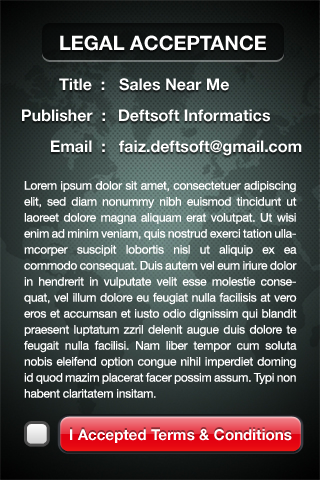 LEGAL ACCEPTANCE
Title : Sales Near Me
Publisher : Deftsoft Informatics
Email : faiz.deftsoft@gmail.com
Lorem ipsum dolor sit amet, consectetuer adipiscing
elit, sed diam nonummy nibh euismod tincidunt ut
laoreet dolore magna aliquam erat volutpat. Ut wisi
enim ad minim veniam, quis nostrud exerci tation ulla-
mcorper suscipit lobortis nisl ut aliquip ex ea
commodo consequat. Duis autem vel eum iriure dolor
in hendrerit in vulputate velit esse molestie conse-
quat, vel illum dolore eu feugiat nulla facilisis at vero
eros et accumsan et iusto odio dignissim qui blandit
praesent luptatum zzril delenit augue duis dolore te
feugait nulla facilisi. Nam liber tempor cum soluta
nobis eleifend option congue nihil imperdiet doming
id quod mazim placerat facer possim assum. Typi non
habent claritatem insitam.
I Accepted Terms & Conditions